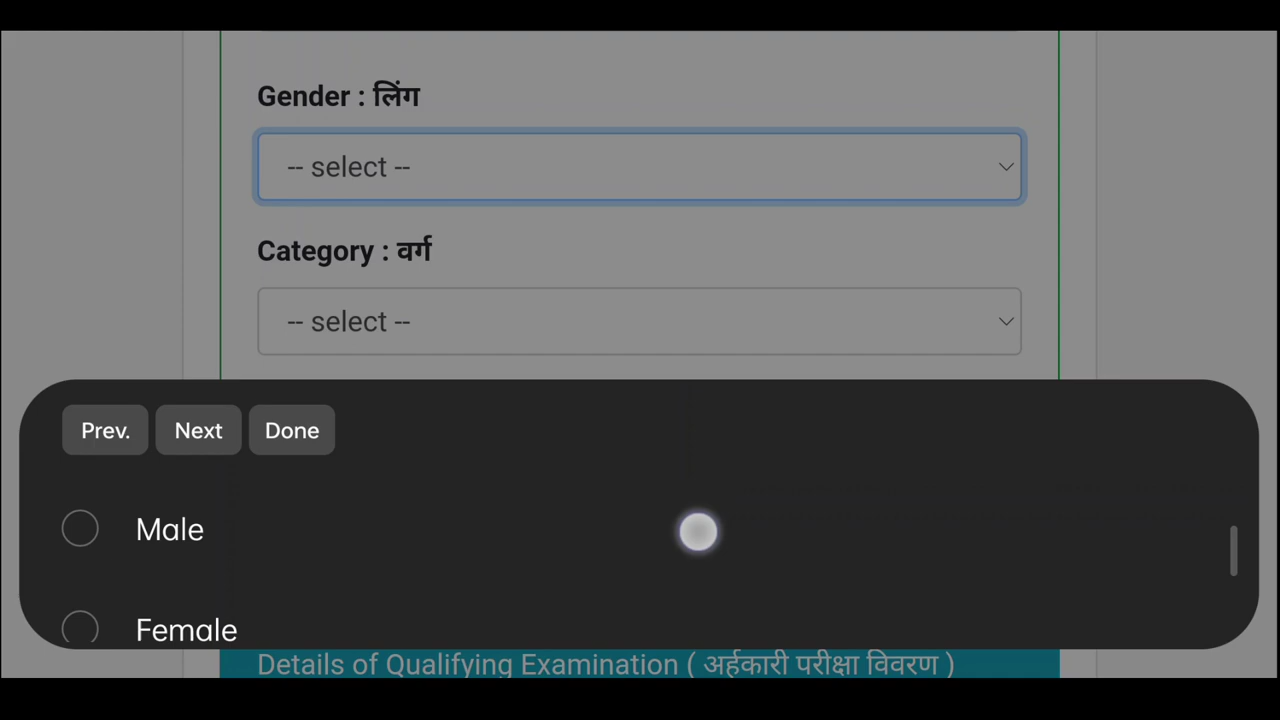 Gender : लिंग
-- select --
Category : वर्ग
-- select --
Prev. Next Done
Male
Female
Details of Qualifying Examination ( अर्हकारी परीक्षा विवरण )